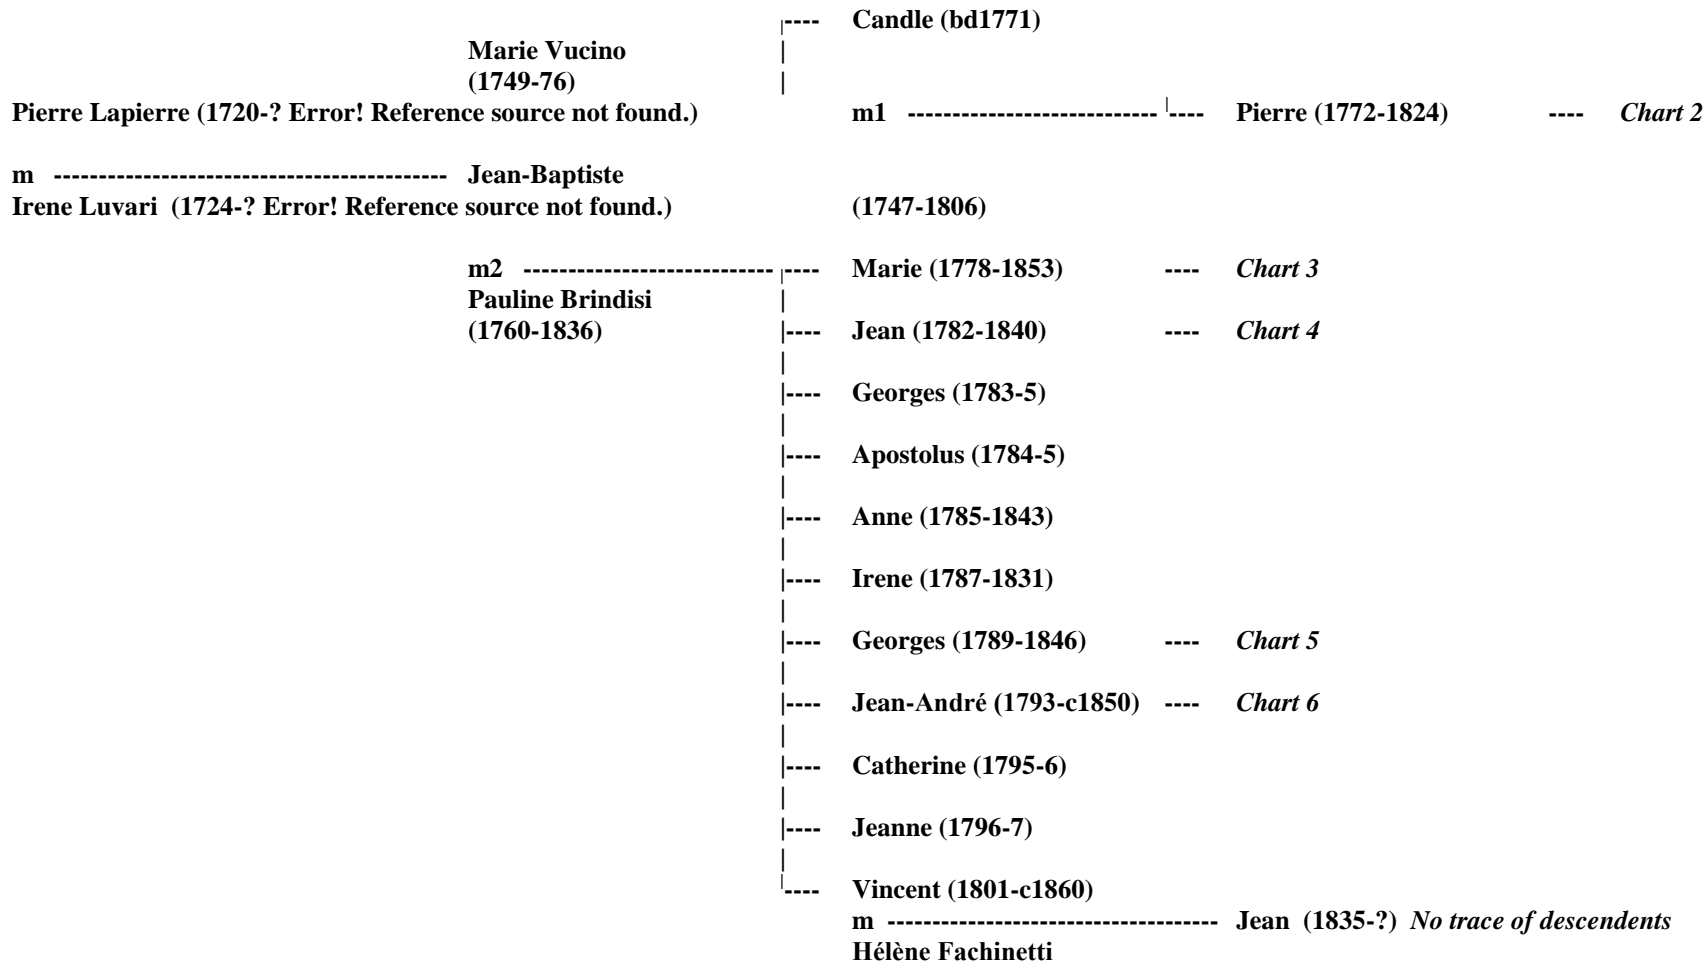 Candle (bd1771)
Marie Vucino
(1749-76)
Pierre Lapierre (1720-? Error! Reference source not found.) m1 ---------------------------- ---- Pierre (1772-1824) ---- Chart 2
m -------------------------------------------- Jean-Baptiste
Irene Luvari (1724-? Error! Reference source not found.) (1747-1806)
m2 ---------------------------- ---- Marie (1778-1853) ---- Chart 3
Pauline Brindisi
(1760-1836) ---- Jean (1782-1840) ---- Chart 4
---- Georges (1783-5)
---- Apostolus (1784-5)
---- Anne (1785-1843)
---- Irene (1787-1831)
---- Georges (1789-1846) ---- Chart 5
---- Jean-André (1793-c1850) ---- Chart 6
---- Catherine (1795-6)
---- Jeanne (1796-7)
---- Vincent (1801-c1860)
m ------------------------------------- Jean (1835-?) No trace of descendents
Hélène Fachinetti